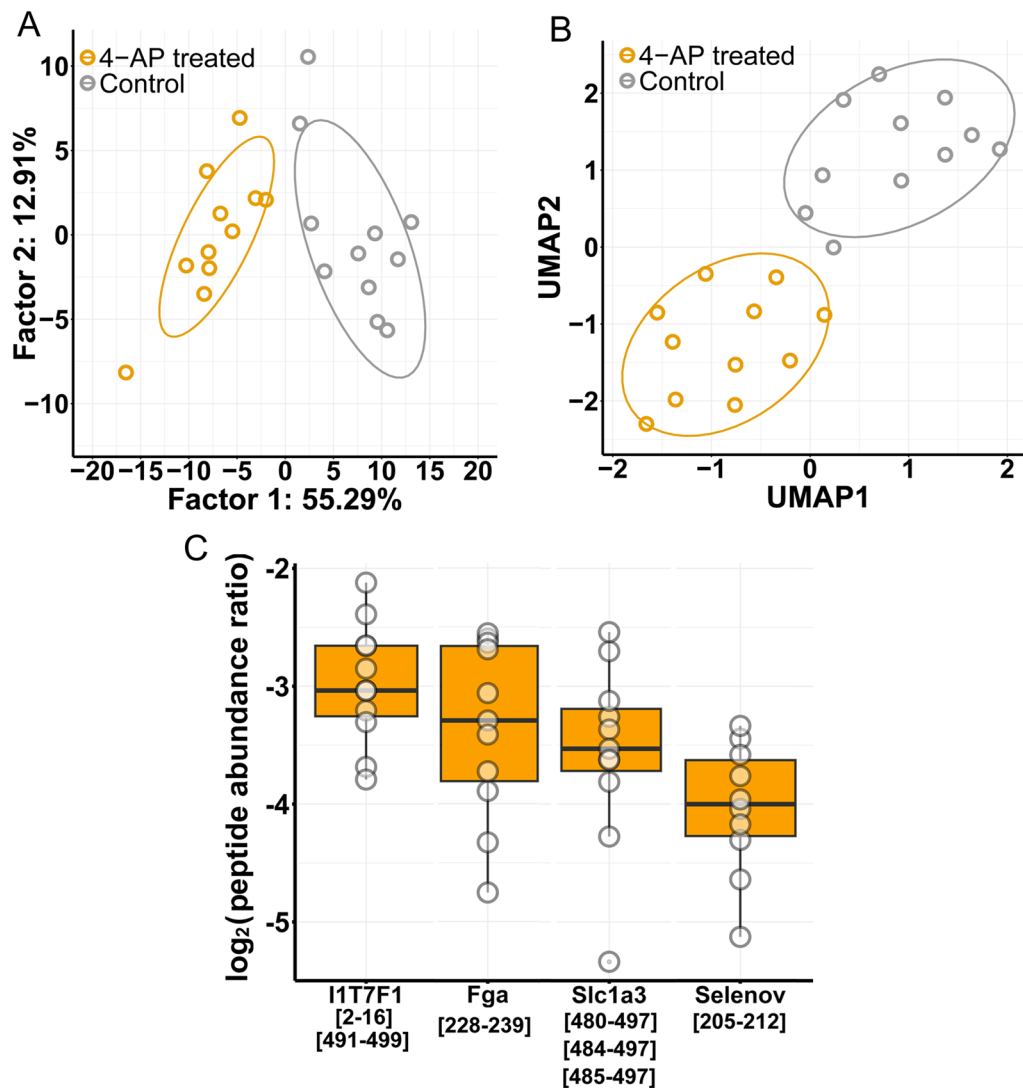 A
4−AP treated
Control
10
5
0
−5
−10
Factor 2: 12.91%
−20 −15 −10 −5 0 5 10 15 20
Factor 1: 55.29%
B
4−AP treated
Control
2
1
0
−1
−2
UMAP2
−2 −1 0 1 2
UMAP1
C
log₂(peptide abundance ratio)
-2
-3
-4
-5
I1T7F1 Fga Slc1a3 Selenov
[2-16] [228-239] [480-497] [205-212]
[491-499] [484-497]
[485-497]